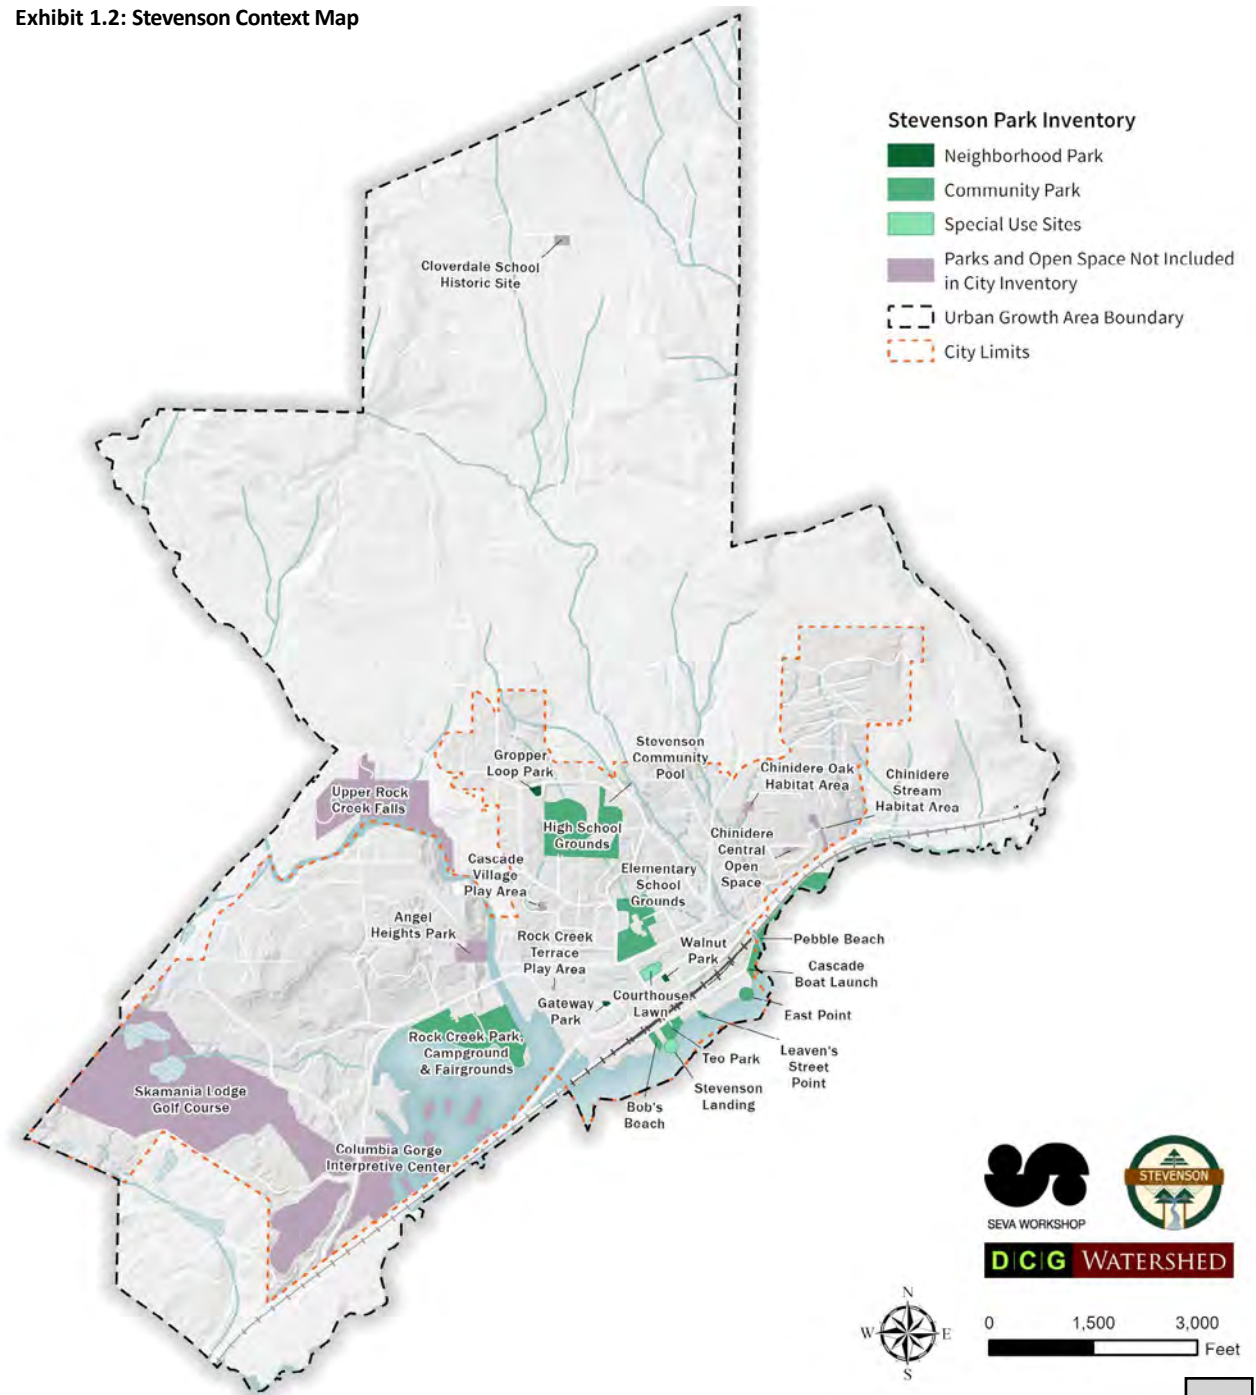 Exhibit 1.2: Stevenson Context Map
Stevenson Park Inventory
Neighborhood Park
Community Park
Special Use Sites
Parks and Open Space Not Included
in City Inventory
Urban Growth Area Boundary
City Limits
Cloverdale School
Historic Site
Stevenson
Community
Pool
Gropper
Loop Park
Chinidere Oak
Habitat Area
Chinidere
Stream
Habitat Area
Upper Rock
Creek Falls
High School
Grounds
Chinidere
Central
Open
Space
Cascade
Village
Play Area
Elementary
School
Grounds
Angel
Heights Park
Rock Creek
Terrace
Play Area
Walnut
Park
Pebble Beach
Cascade
Boat Launch
Gateway
Park
Courthouse
Lawn
East Point
Rock Creek Park,
Campground
& Fairgrounds
Teo Park
Leaven's
Street
Point
Stevenson
Landing
Bob's
Beach
Skamania Lodge
Golf Course
Columbia Gorge
Interpretive Center
SEVA WORKSHOP
STEVENSON
D|C|G WATERSHED
N
W E
S
0 1,500 3,000
Feet